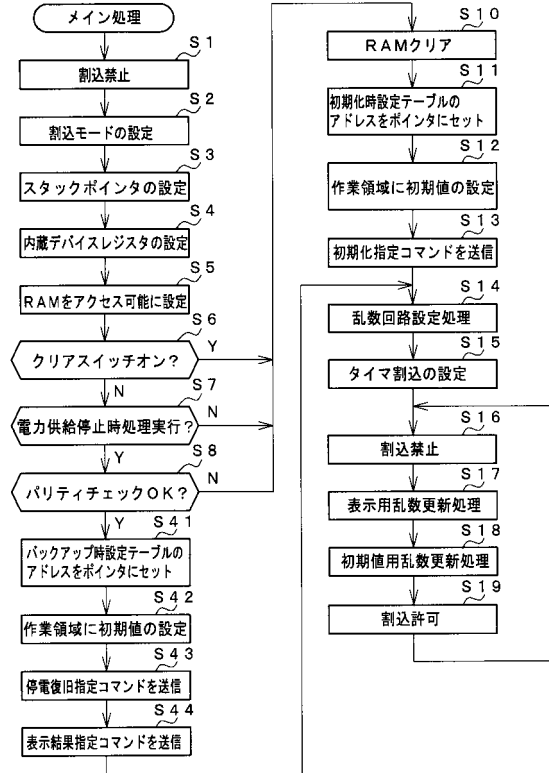 メイン処理
S1
割込禁止
S2
割込モードの設定
S3
スタックポインタの設定
S4
内蔵デバイスレジスタの設定
S5
RAMをアクセス可能に設定
S6
クリアスイッチオン?
Y
N
S7
電力供給停止時処理実行?
N
Y
S8
パリティチェックOK?
N
Y
S41
バックアップ時設定テーブルの
アドレスをポインタにセット
S42
作業領域に初期値の設定
S43
停電復旧指定コマンドを送信
S44
表示結果指定コマンドを送信
S10
RAMクリア
S11
初期化時設定テーブルの
アドレスをポインタにセット
S12
作業領域に初期値の設定
S13
初期化指定コマンドを送信
S14
乱数回路設定処理
S15
タイマ割込の設定
S16
割込禁止
S17
表示用乱数更新処理
S18
初期値用乱数更新処理
S19
割込許可